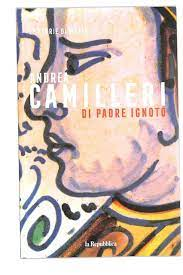 ANDREA
CAMILLERI
DI PADRE IGNOTO
la Repubblica